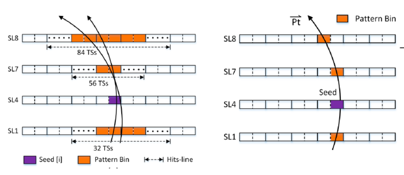 SL8
84 TSs
SL7
56 TSs
SL4
SL1
32 TSs
Seed [i]
Pattern Bin
Hits-line
Pt
Pattern Bin
SL8
SL7
Seed
SL4
SL1